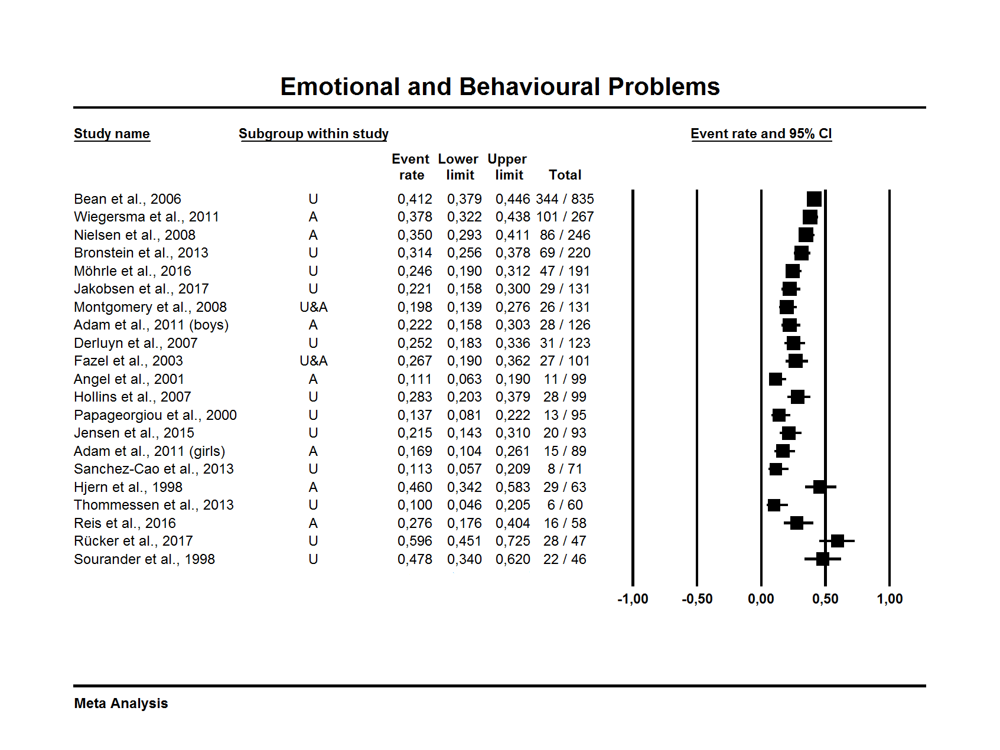 Emotional and Behavioural Problems
Study name Subgroup within study Event rate and 95% CI
Event Lower Upper
rate limit limit Total
Bean et al., 2006 U 0,412 0,379 0,446 344 / 835
Wiegersma et al., 2011 A 0,378 0,322 0,438 101 / 267
Nielsen et al., 2008 A 0,350 0,293 0,411 86 / 246
Bronstein et al., 2013 U 0,314 0,256 0,378 69 / 220
Möhrle et al., 2016 U 0,246 0,190 0,312 47 / 191
Jakobsen et al., 2017 U 0,221 0,158 0,300 29 / 131
Montgomery et al., 2008 U&A 0,198 0,139 0,276 26 / 131
Adam et al., 2011 (boys) A 0,222 0,158 0,303 28 / 126
Derluyn et al., 2007 U 0,252 0,183 0,336 31 / 123
Fazel et al., 2003 U&A 0,267 0,190 0,362 27 / 101
Angel et al., 2001 A 0,111 0,063 0,190 11 / 99
Hollins et al., 2007 U 0,283 0,203 0,379 28 / 99
Papageorgiou et al., 2000 U 0,137 0,081 0,222 13 / 95
Jensen et al., 2015 U 0,215 0,143 0,310 20 / 93
Adam et al., 2011 (girls) A 0,169 0,104 0,261 15 / 89
Sanchez-Cao et al., 2013 U 0,113 0,057 0,209 8 / 71
Hjern et al., 1998 A 0,460 0,342 0,583 29 / 63
Thommessen et al., 2013 U 0,100 0,046 0,205 6 / 60
Reis et al., 2016 A 0,276 0,176 0,404 16 / 58
Rücker et al., 2017 U 0,596 0,451 0,725 28 / 47
Sourander et al., 1998 U 0,478 0,340 0,620 22 / 46
-1,00 -0,50 0,00 0,50 1,00
Meta Analysis